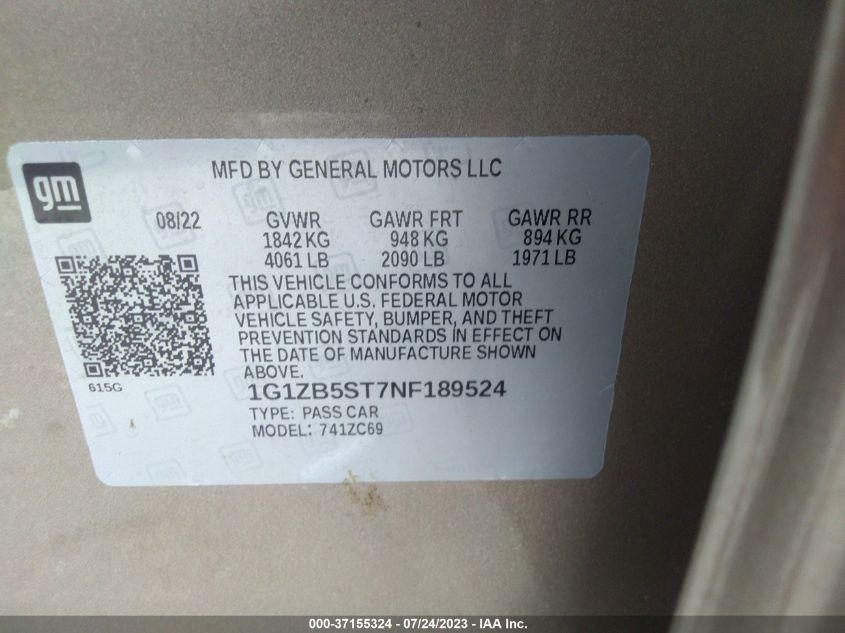 gm
MFD BY GENERAL MOTORS LLC
08/22 GVWR GAWR FRT GAWR RR
1842 KG 948 KG 894 KG
4061 LB 2090 LB 1971 LB
THIS VEHICLE CONFORMS TO ALL
APPLICABLE U.S. FEDERAL MOTOR
VEHICLE SAFETY, BUMPER, AND THEFT
PREVENTION STANDARDS IN EFFECT ON
THE DATE OF MANUFACTURE SHOWN
ABOVE.
615G
1G1ZB5ST7NF189524
TYPE: PASS CAR
MODEL: 741ZC69
000-37155324 - 07/24/2023 - IAA Inc.